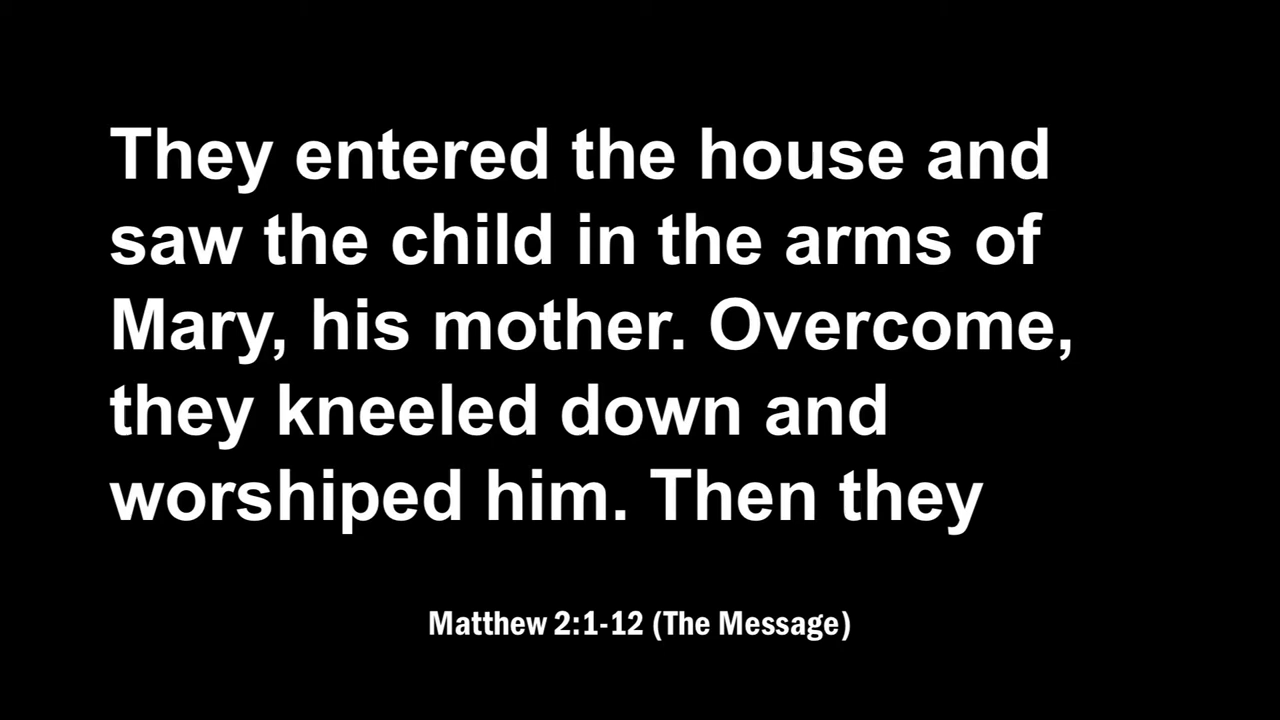 They entered the house and
saw the child in the arms of
Mary, his mother. Overcome,
they kneeled down and
worshiped him. Then they
Matthew 2:1-12 (The Message)